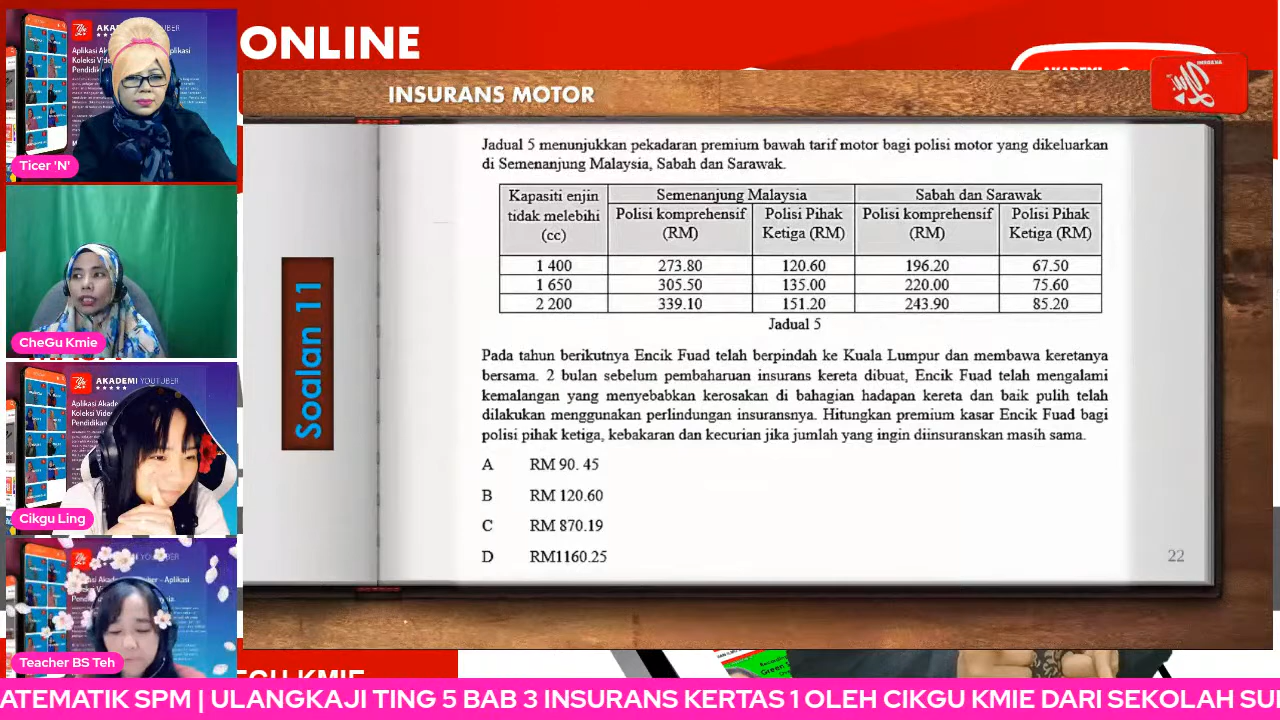 ONLINE
INSURANS MOTOR
Soalan 11
Jadual 5 menunjukkan pekadaran premium bawah tarif motor bagi polisi motor yang dikeluarkan
di Semenanjung Malaysia, Sabah dan Sarawak.
Kapasiti enjin tidak melebihi (cc) Semenanjung Malaysia Sabah dan Sarawak
Polisi komprehensif (RM) Polisi Pihak Ketiga (RM) Polisi komprehensif (RM) Polisi Pihak Ketiga (RM)
1 400 273.80 120.60 196.20 67.50
1 650 305.50 135.00 220.00 75.60
2 200 339.10 151.20 243.90 85.20
Jadual 5
Pada tahun berikutnya Encik Fuad telah berpindah ke Kuala Lumpur dan membawa keretanya
bersama. 2 bulan sebelum pembaharuan insurans kereta dibuat, Encik Fuad telah mengalami
kemalangan yang menyebabkan kerosakan di bahagian hadapan kereta dan baik pulih telah
dilakukan menggunakan perlindungan insuransnya. Hitungkan premium kasar Encik Fuad bagi
polisi pihak ketiga, kebakaran dan kecurian jika jumlah yang ingin diinsuranskan masih sama.
A RM 90. 45
B RM 120.60
C RM 870.19
D RM1160.25
22
Ticer 'N'
CheGu Kmie
AKADEMI YOUTUBER
Cikgu Ling
Teacher BS Teh
ATEMATIK SPM | ULANGKAJI TING 5 BAB 3 INSURANS KERTAS 1 OLEH CIKGU KMIE DARI SEKOLAH SU